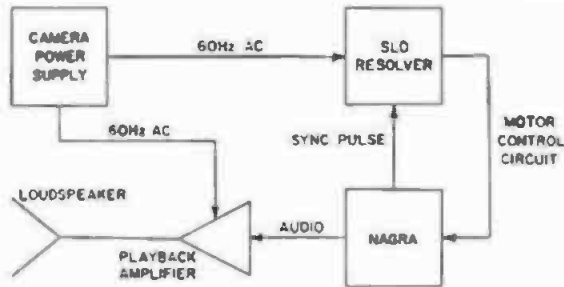 CAMERA
POWER
SUPPLY
60Hz AC
SLO
RESOLVER
60Hz AC
SYNC PULSE
MOTOR
CONTROL
CIRCUIT
LOUDSPEAKER
AUDIO
NAGRA
PLAYBACK
AMPLIFIER